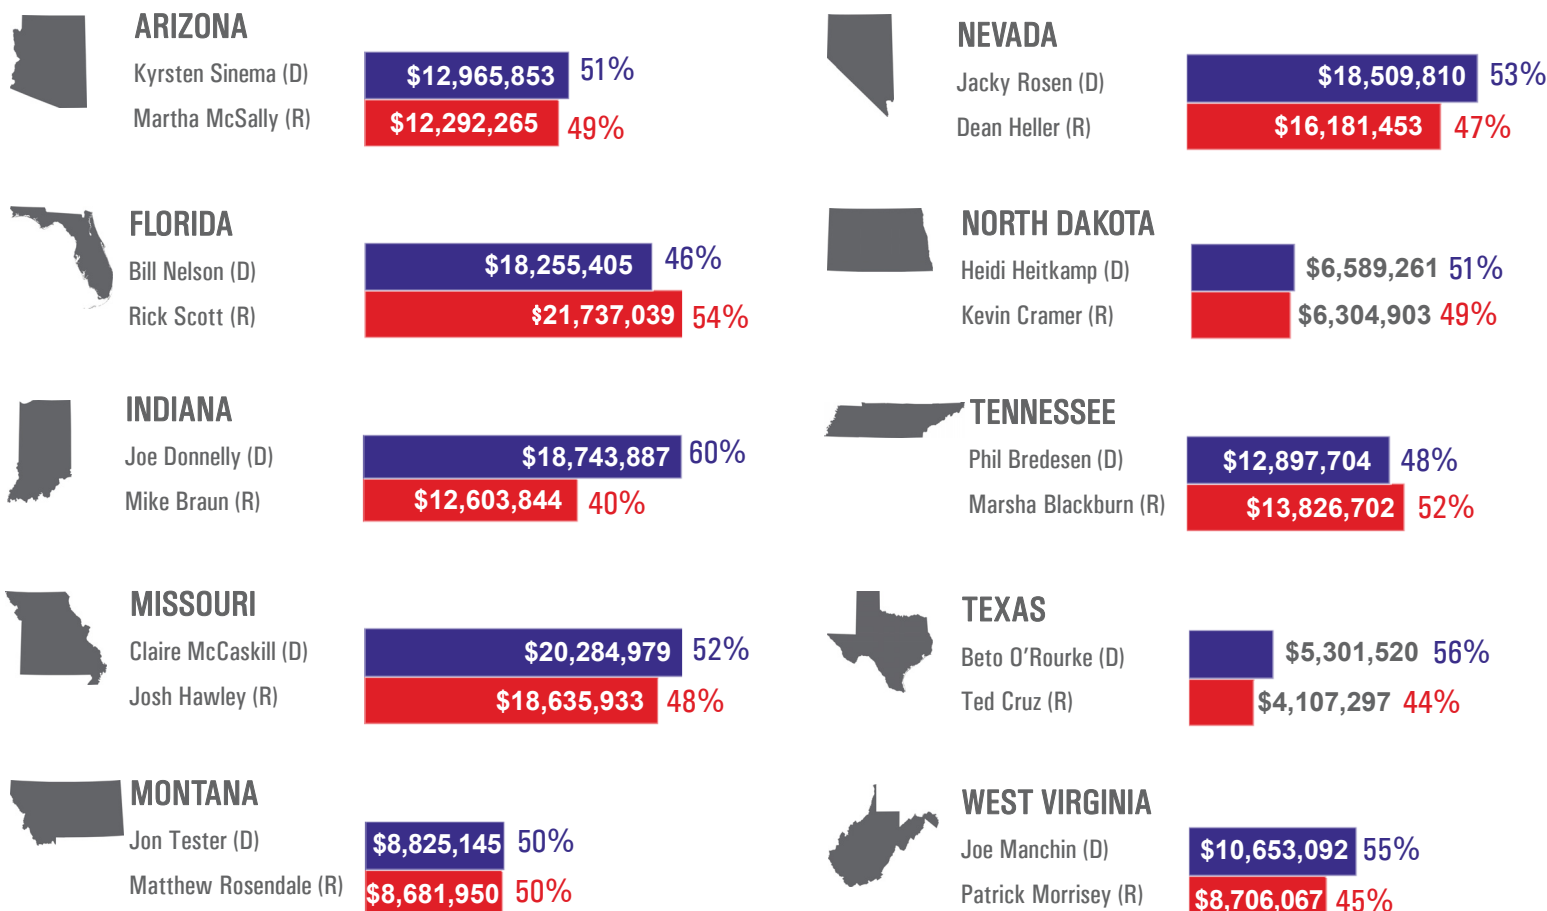 ARIZONA
Kyrsten Sinema (D)
$12,965,853 51%
Martha McSally (R)
$12,292,265 49%
FLORIDA
Bill Nelson (D)
$18,255,405 46%
Rick Scott (R)
$21,737,039 54%
INDIANA
Joe Donnelly (D)
$18,743,887 60%
Mike Braun (R)
$12,603,844 40%
MISSOURI
Claire McCaskill (D)
$20,284,979 52%
Josh Hawley (R)
$18,635,933 48%
MONTANA
Jon Tester (D)
$8,825,145 50%
Matthew Rosendale (R)
$8,681,950 50%
NEVADA
Jacky Rosen (D)
$18,509,810 53%
Dean Heller (R)
$16,181,453 47%
NORTH DAKOTA
Heidi Heitkamp (D)
$6,589,261 51%
Kevin Cramer (R)
$6,304,903 49%
TENNESSEE
Phil Bredesen (D)
$12,897,704 48%
Marsha Blackburn (R)
$13,826,702 52%
TEXAS
Beto O'Rourke (D)
$5,301,520 56%
Ted Cruz (R)
$4,107,297 44%
WEST VIRGINIA
Joe Manchin (D)
$10,653,092 55%
Patrick Morrisey (R)
$8,706,067 45%